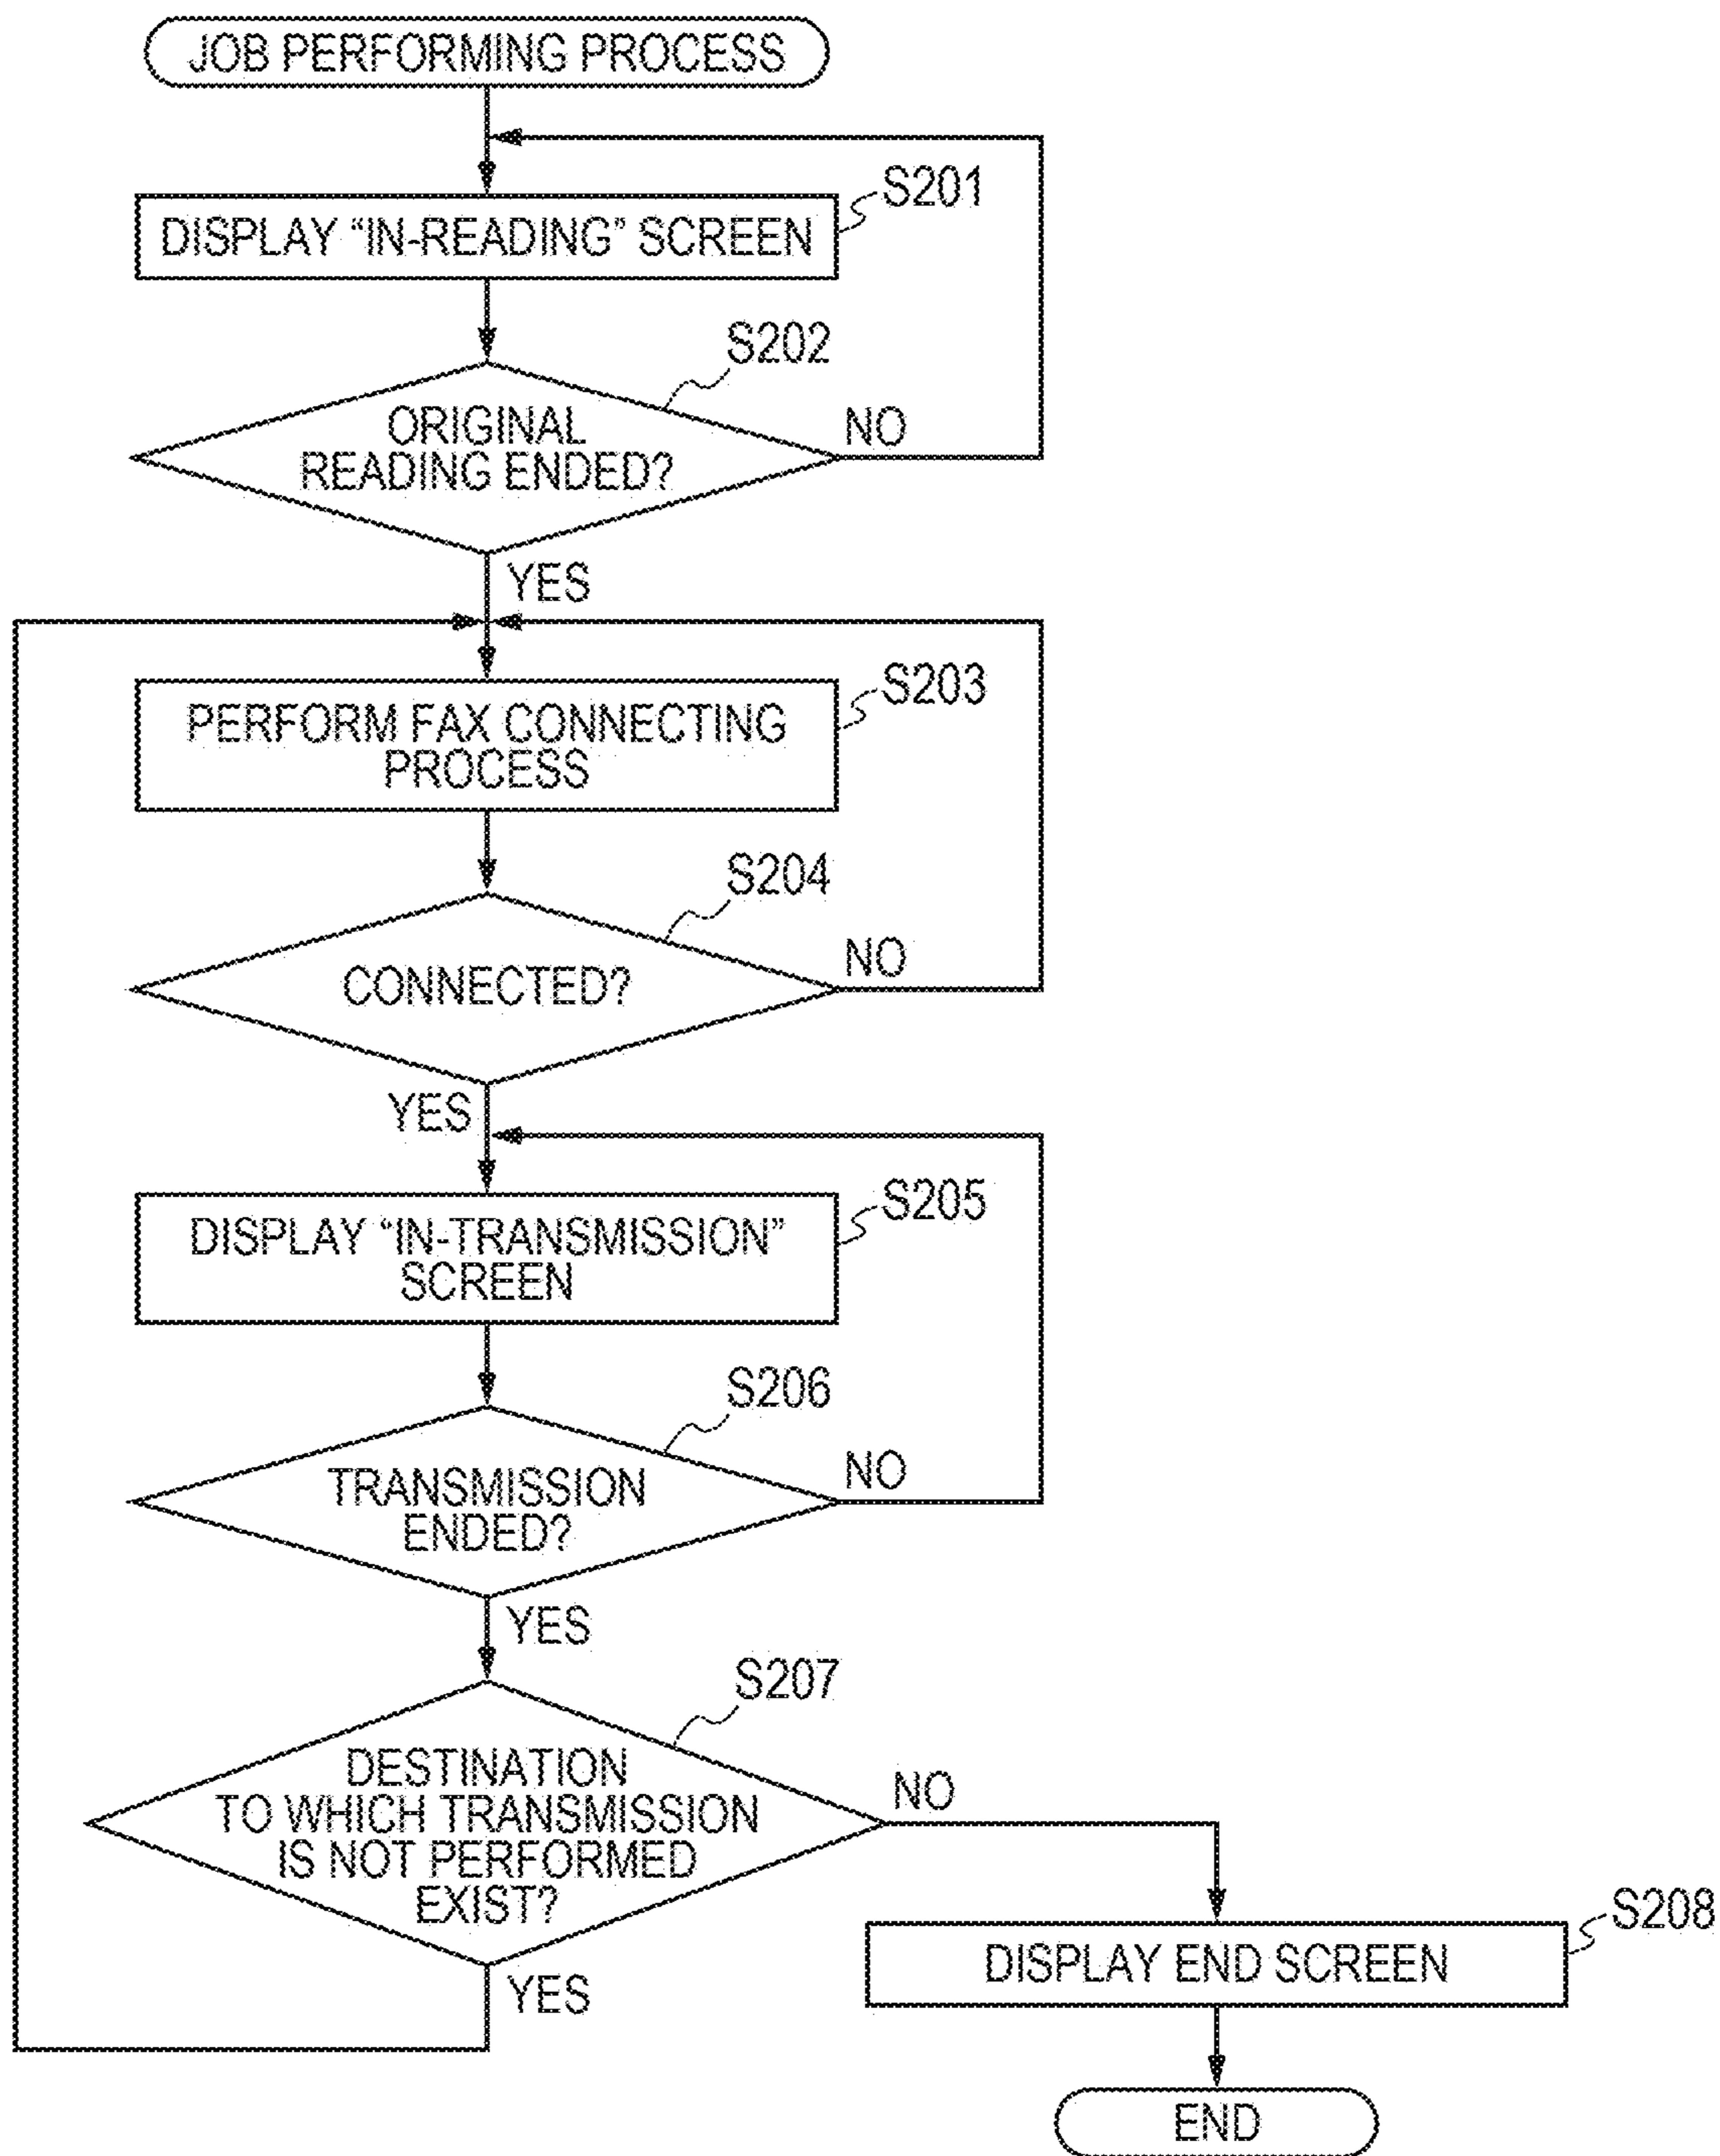 JOB PERFORMING PROCESS
S201
DISPLAY “IN-READING” SCREEN
S202
ORIGINAL
READING ENDED?
NO
YES
S203
PERFORM FAX CONNECTING
PROCESS
S204
CONNECTED?
NO
YES
S205
DISPLAY “IN-TRANSMISSION”
SCREEN
S206
TRANSMISSION
ENDED?
NO
YES
S207
DESTINATION
TO WHICH TRANSMISSION
IS NOT PERFORMED
EXIST?
NO
YES
S208
DISPLAY END SCREEN
END